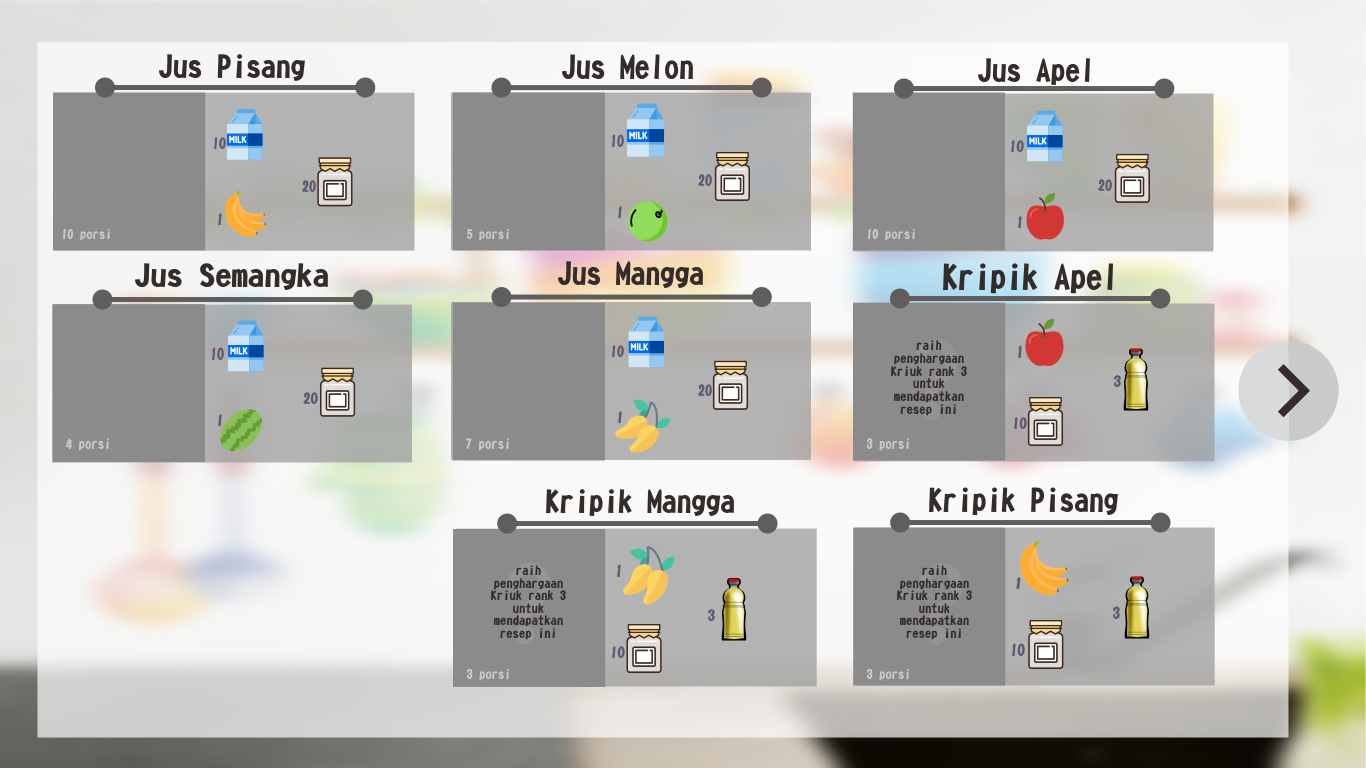 Jus Pisang
10
MILK
20
1
10 porsi
Jus Melon
10
MILK
20
1
5 porsi
Jus Apel
10
MILK
20
1
10 porsi
Jus Semangka
10
MILK
20
1
4 porsi
Jus Mangga
10
MILK
20
1
7 porsi
Kripik Apel
raih
penghargaan
Kriuk rank 3
untuk
mendapatkan
resep ini
1
3
10
3 porsi
Kripik Mangga
raih
penghargaan
Kriuk rank 3
untuk
mendapatkan
resep ini
1
3
10
3 porsi
Kripik Pisang
raih
penghargaan
Kriuk rank 3
untuk
mendapatkan
resep ini
1
3
10
3 porsi